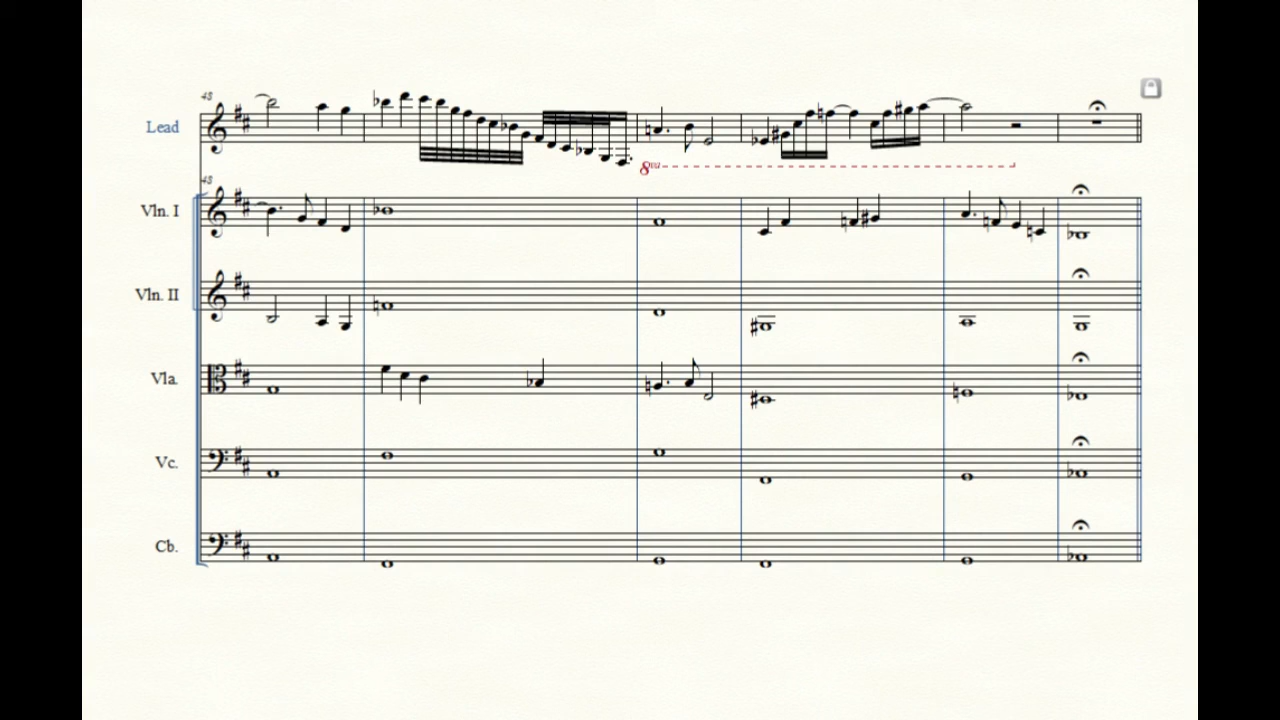 48
Lead
8va
48
Vln. I
Vln. II
Vla.
Vc.
Cb.